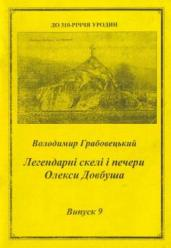 ДО 310-РІЧЧЯ УРОДИН
Володимир Грабовецький
Легендарні скелі і печери
Олекси Довбуша
Випуск 9